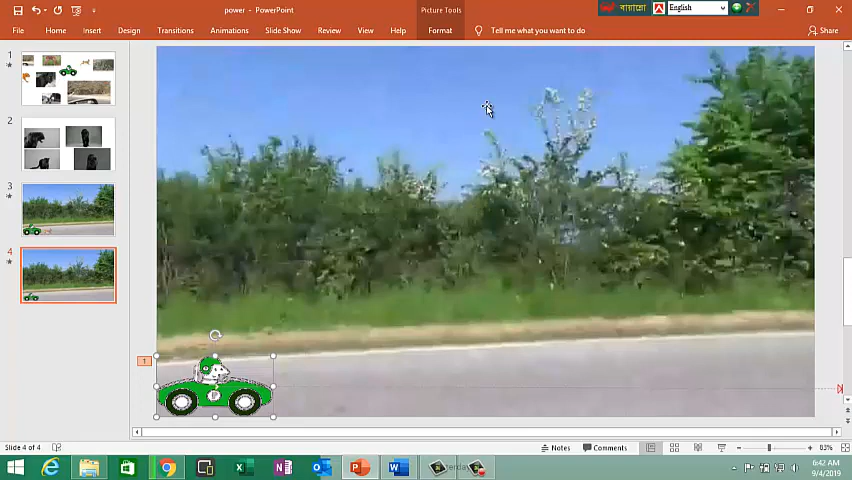 power - PowerPoint
Picture Tools
English
File
Home
Insert
Design
Transitions
Animations
Slide Show
Review
View
Help
Format
Tell me what you want to do
Share
1
2
3
4
1
Slide 4 of 4
Notes
Comments
83%
6:42 AM
9/4/2019